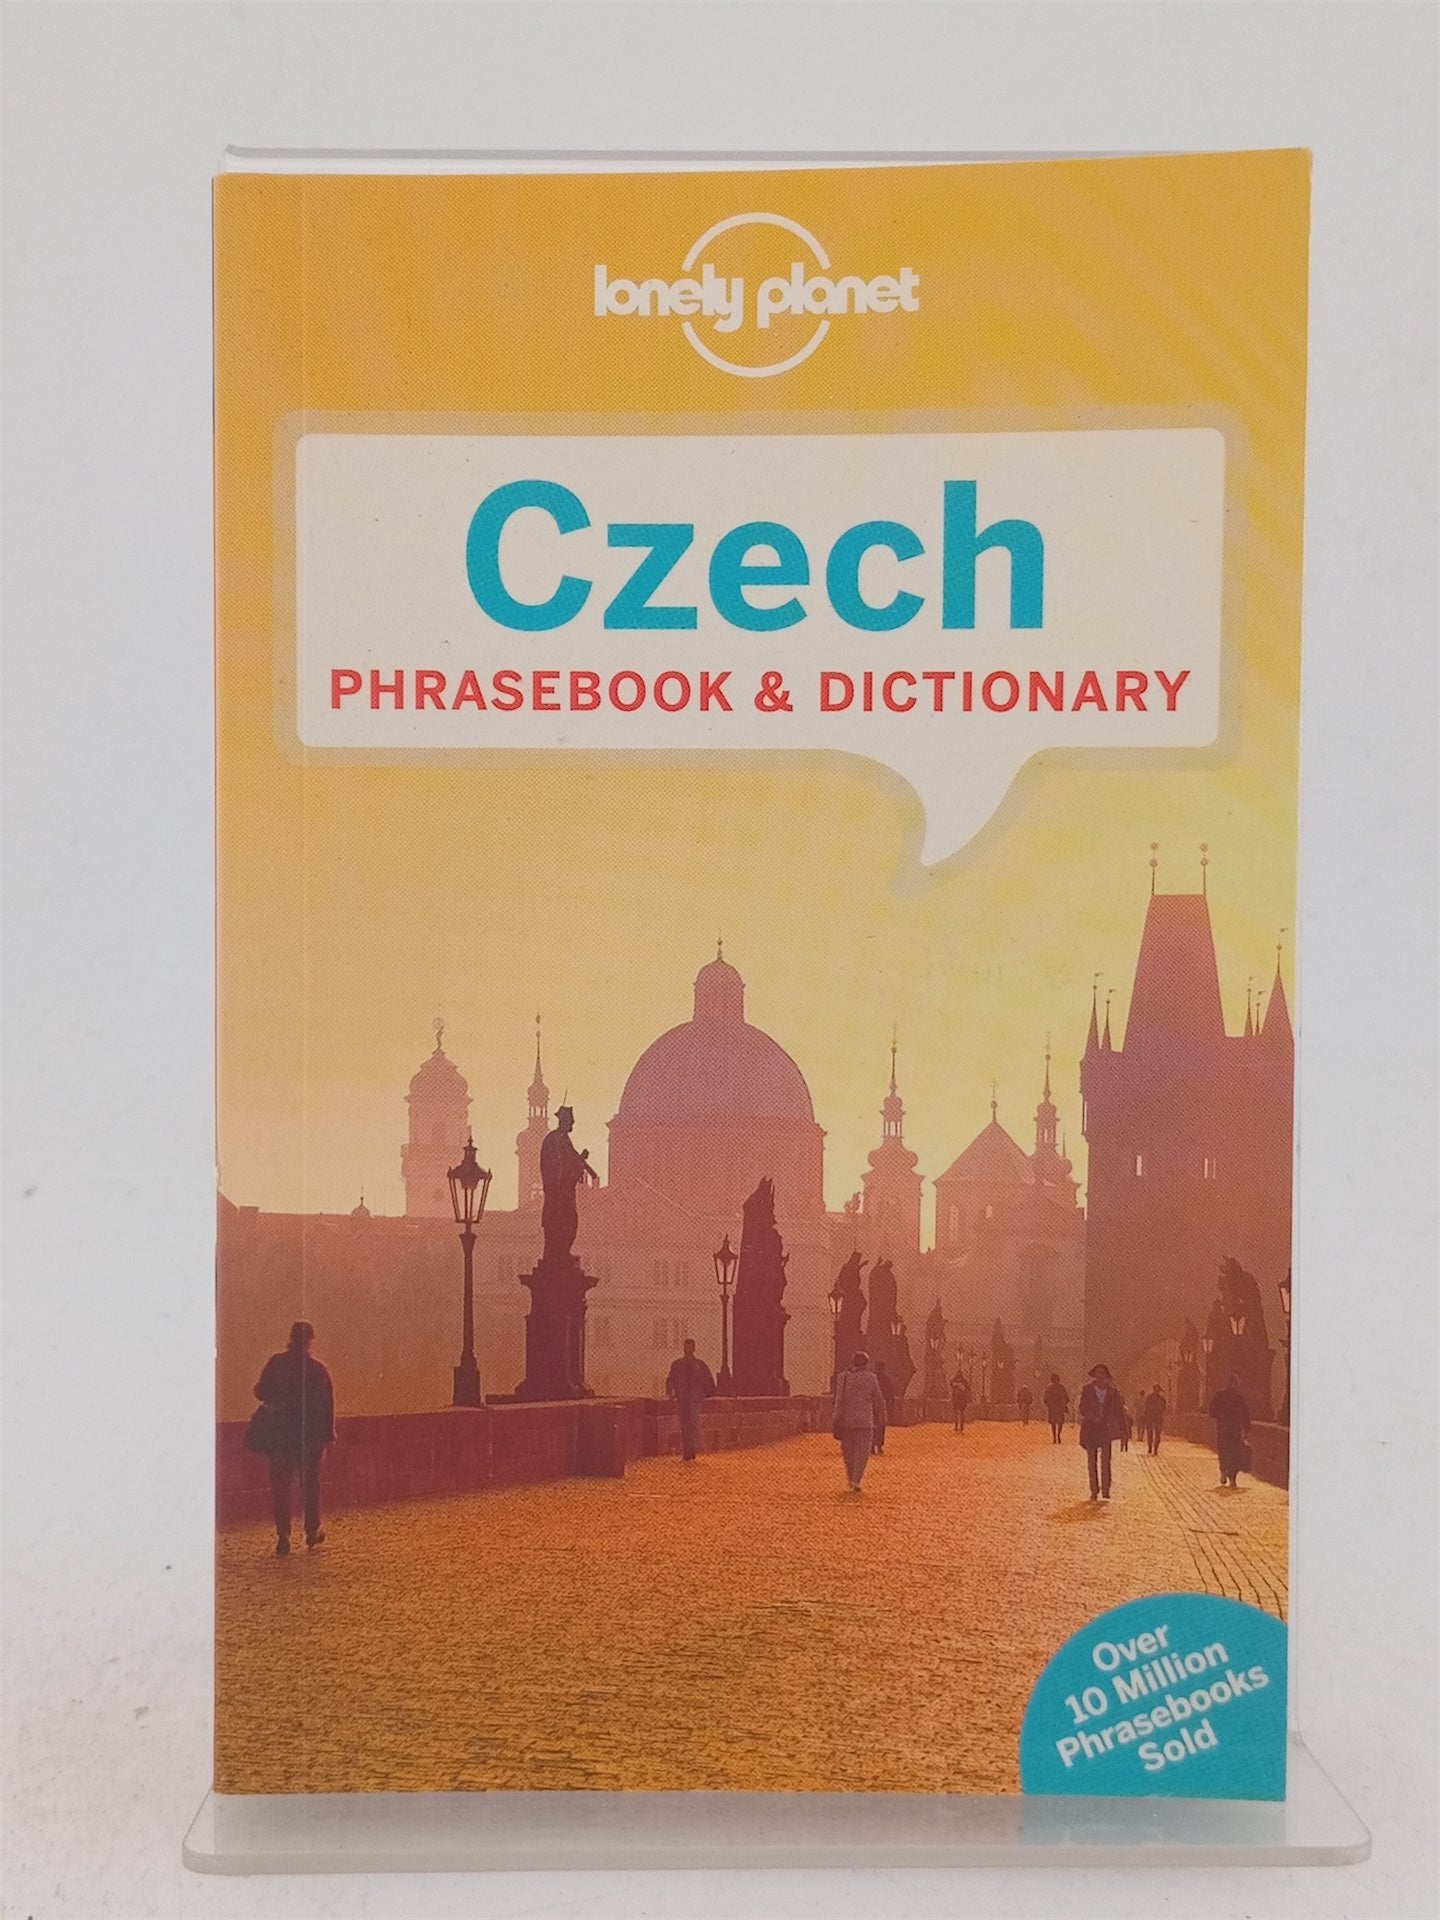 lonely planet
Czech
PHRASEBOOK & DICTIONARY
Over
10 Million
Phrasebooks
Sold